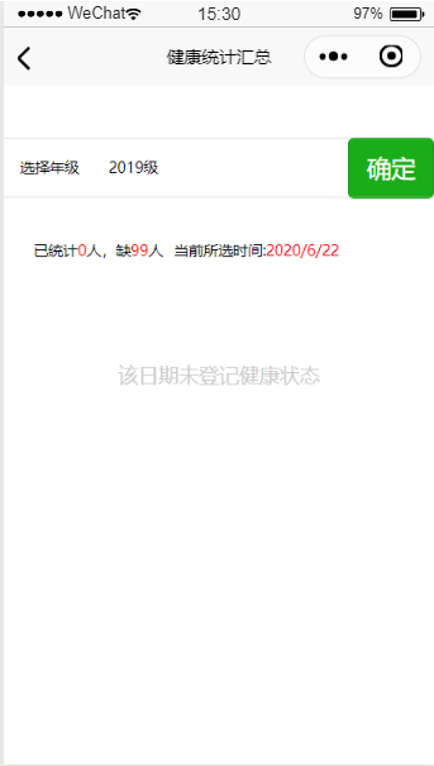 ●●●●● WeChat 15:30 97%
健康统计汇总
选择年级 2019级 确定
已统计0人，缺99人 当前所选时间:2020/6/22
该日期未登记健康状态